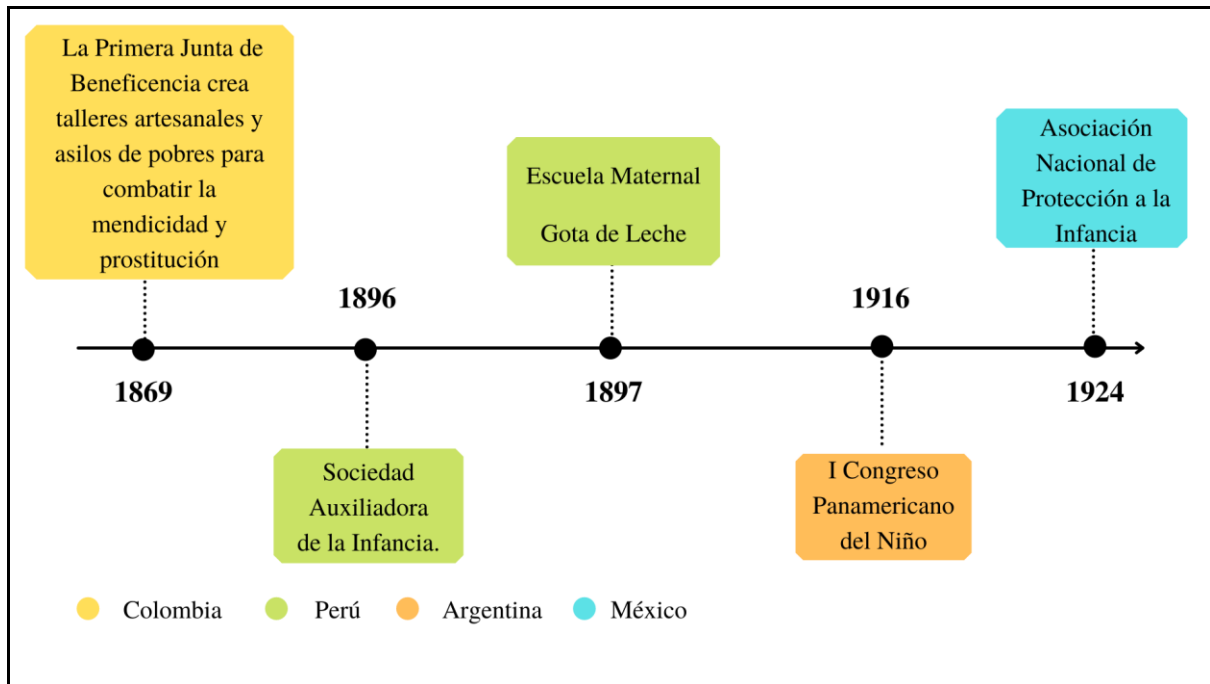 La Primera Junta de
Beneficencia crea
talleres artesanales y
asilos de pobres para
combatir la
mendicidad y
prostitución
Escuela Maternal
Gota de Leche
Asociación
Nacional de
Protección a la
Infancia
1896
1916
1869
1897
1924
Sociedad
Auxiliadora
de la Infancia.
I Congreso
Panamericano
del Niño
Colombia
Perú
Argentina
México